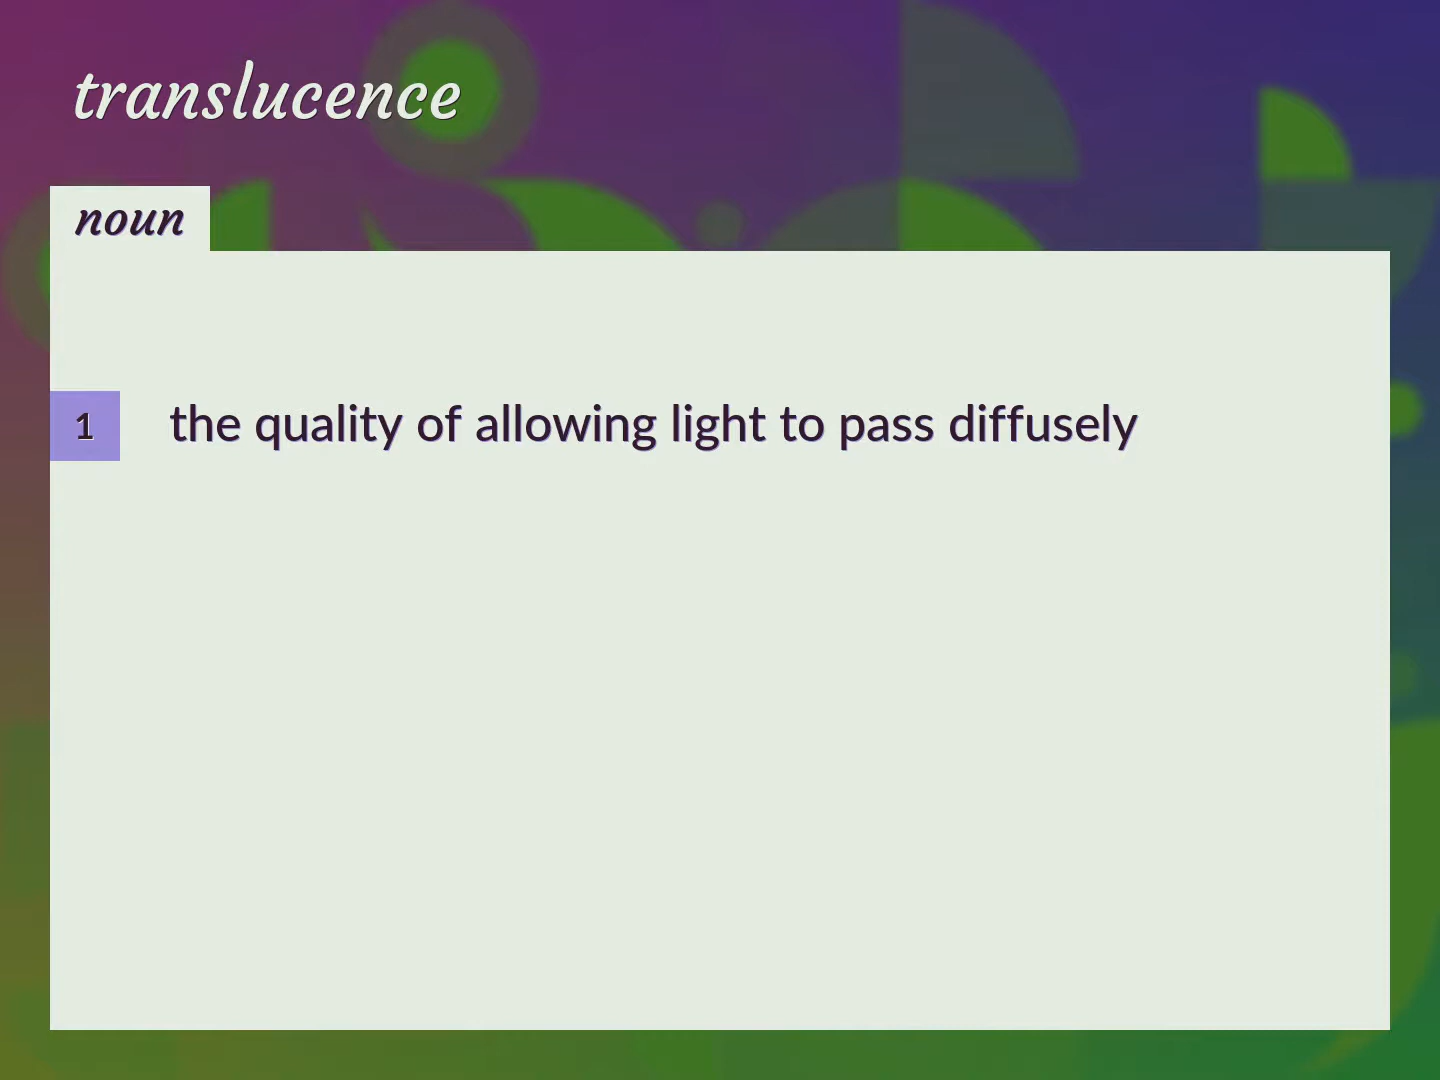 translucence
noun
1 the quality of allowing light to pass diffusely